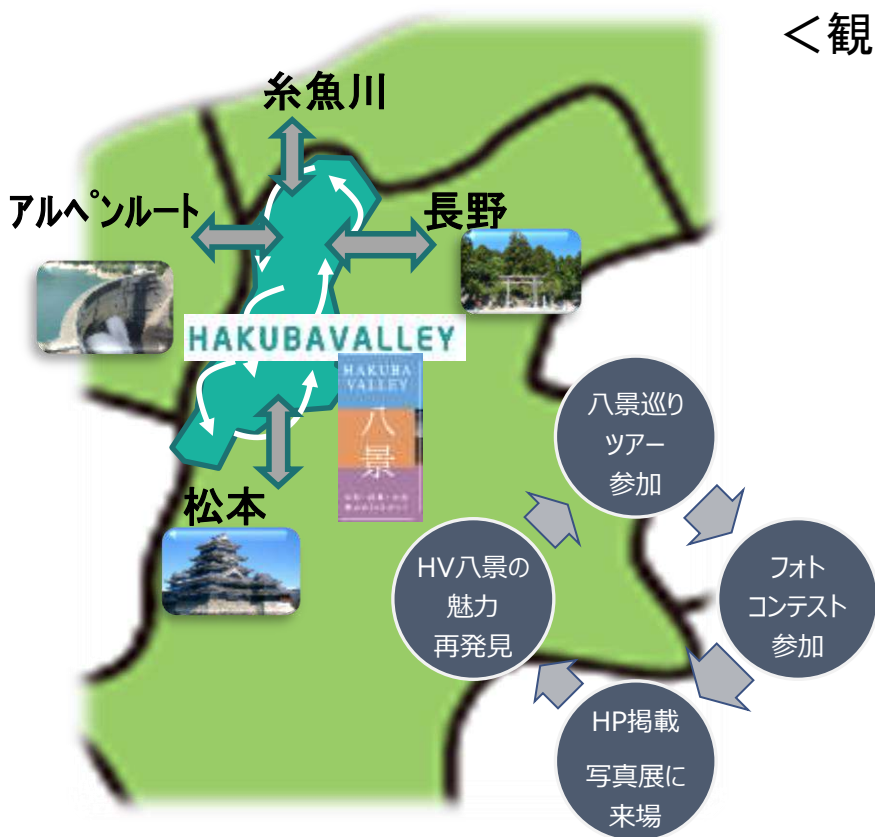 ＜観
糸魚川
アルペンルート
長野
HAKUBAVALLEY
HAKUBA
VALLEY
八
景
松本
八景巡り
ツアー
参加
フォト
コンテスト
参加
HP掲載
写真展に
来場
HV八景の
魅力
再発見